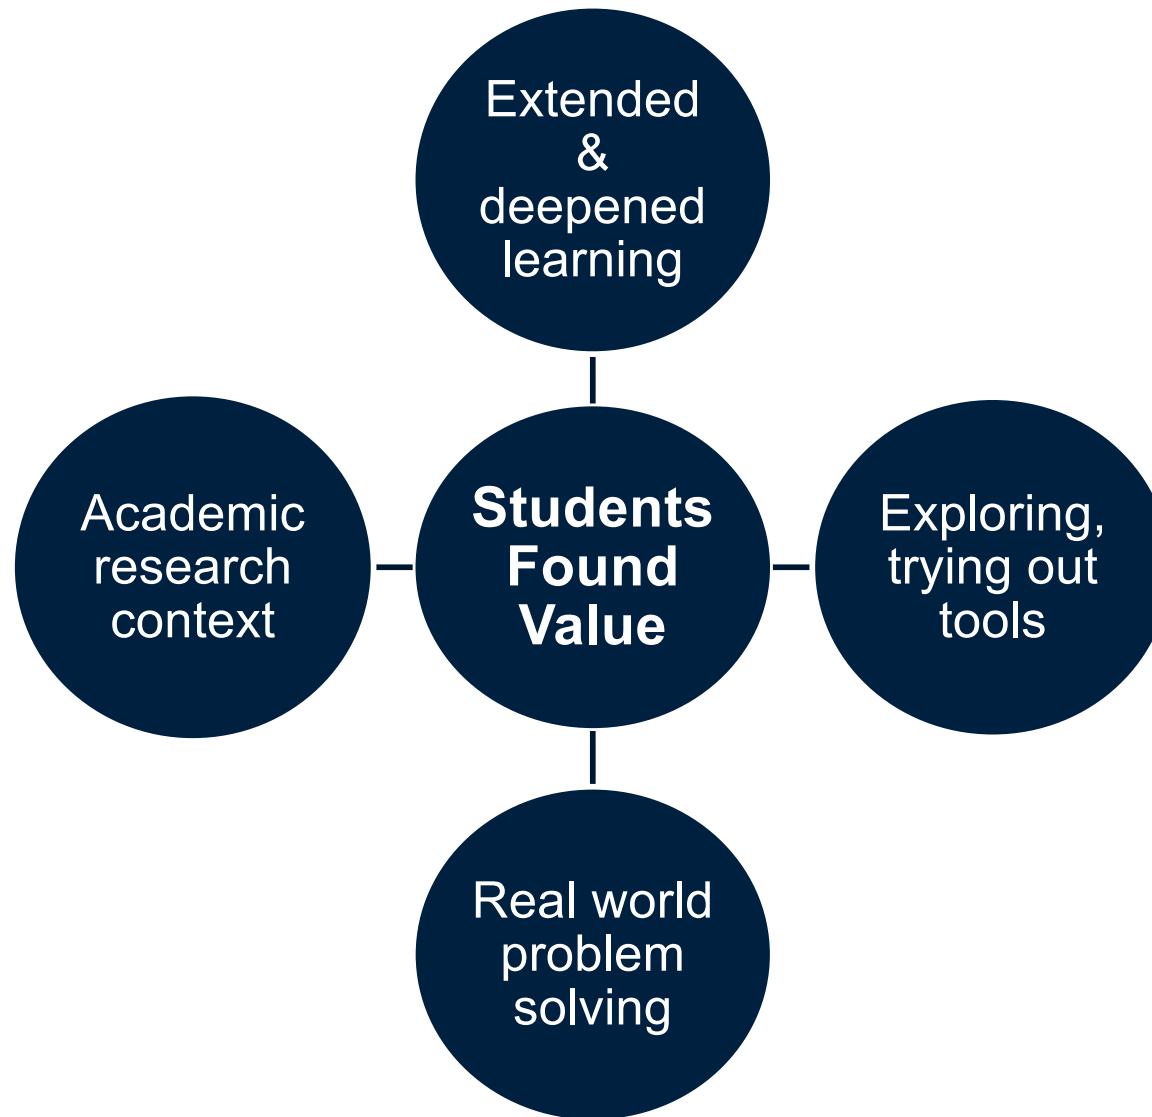 Extended
&
deepened
learning
Academic
research
context
Students
Found
Value
Exploring,
trying out
tools
Real world
problem
solving